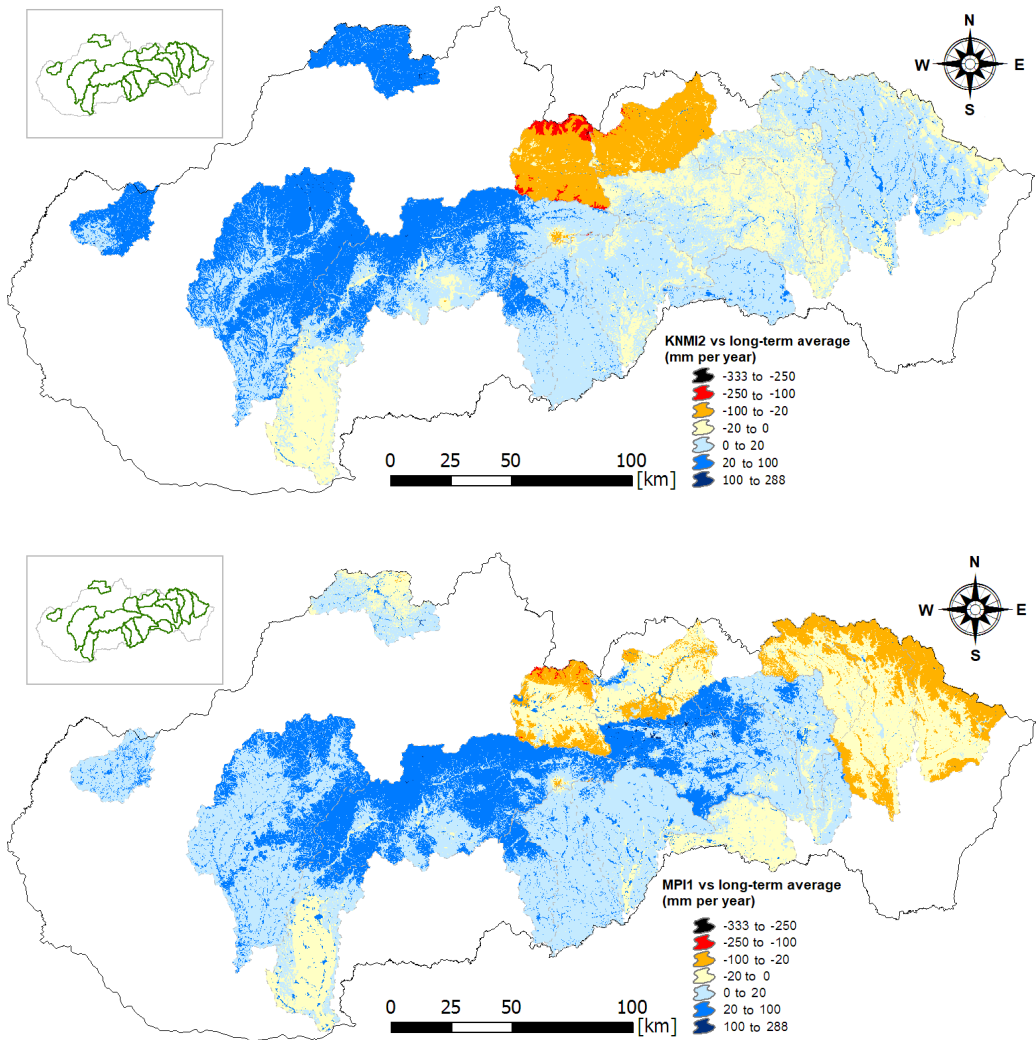 N
W E
S
KNMI2 vs long-term average
(mm per year)
-333 to -250
-250 to -100
-100 to -20
-20 to 0
0 to 20
20 to 100
100 to 288
0 25 50 100
[km]
N
W E
S
MPI1 vs long-term average
(mm per year)
-333 to -250
-250 to -100
-100 to -20
-20 to 0
0 to 20
20 to 100
100 to 288
0 25 50 100
[km]